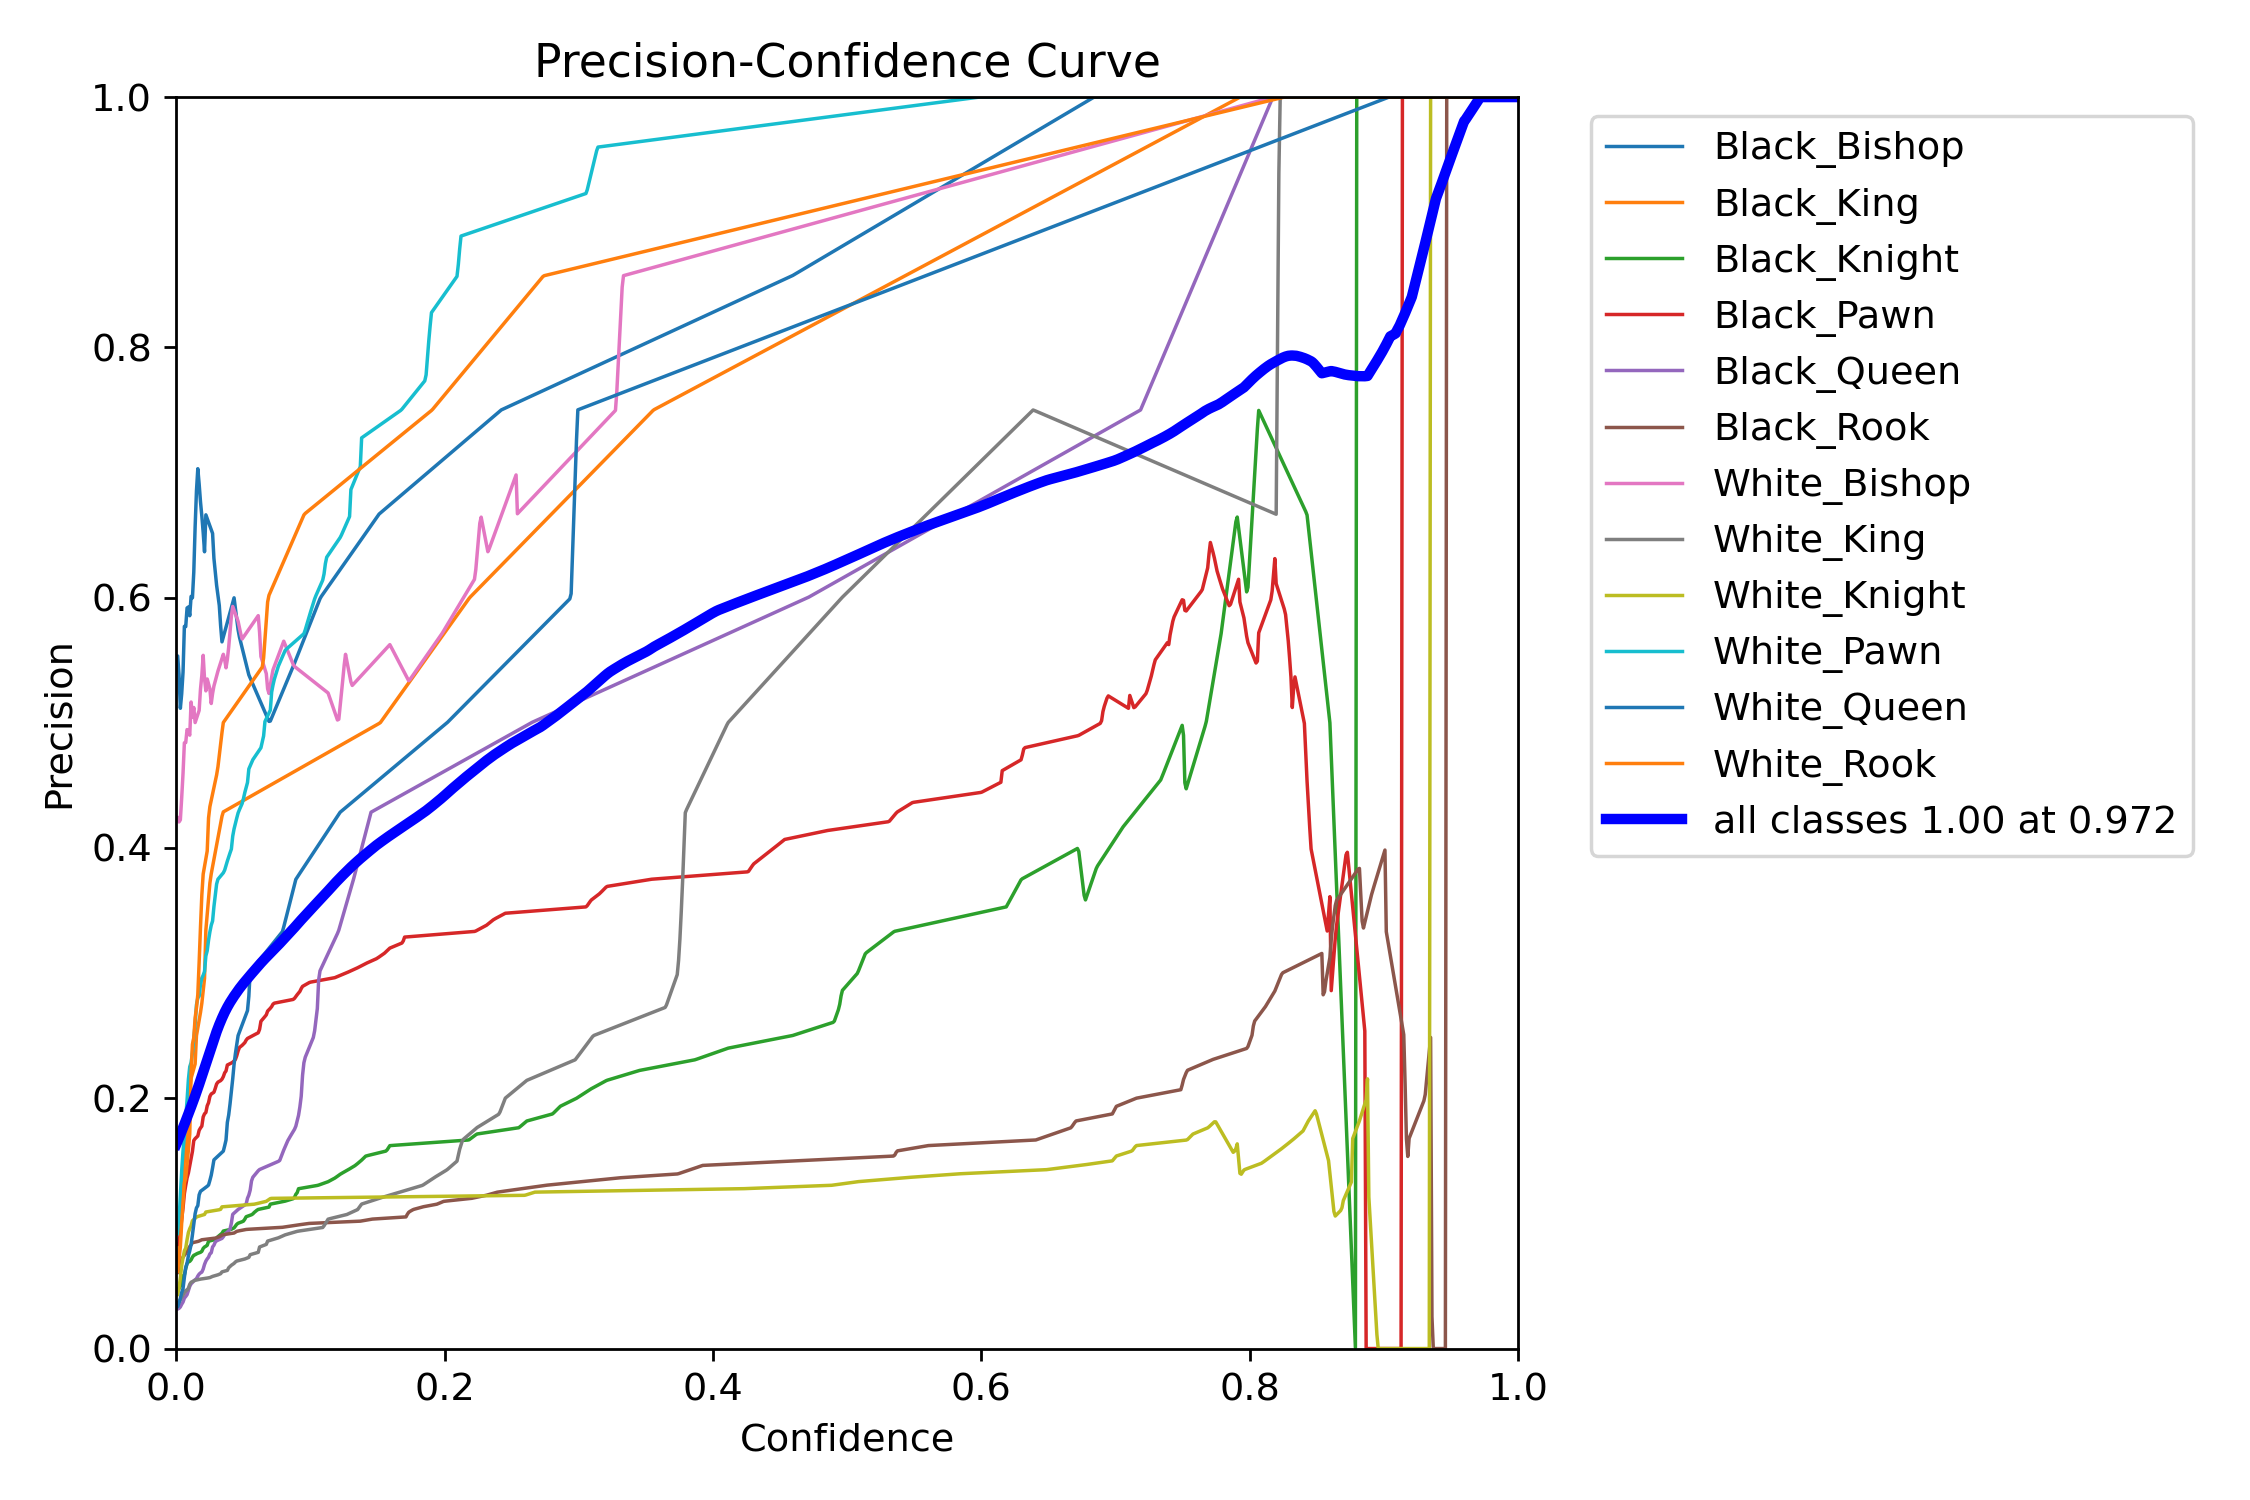 Precision-Confidence Curve
1.0
0.8
0.6
0.4
0.2
0.0
Precision
0.0 0.2 0.4 0.6 0.8 1.0
Confidence
Black_Bishop
Black_King
Black_Knight
Black_Pawn
Black_Queen
Black_Rook
White_Bishop
White_King
White_Knight
White_Pawn
White_Queen
White_Rook
all classes 1.00 at 0.972